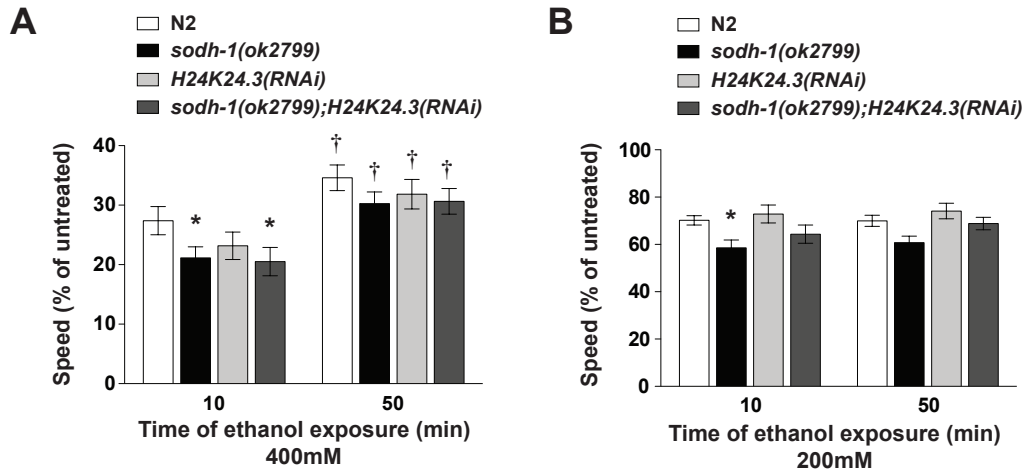 A
N2
sodh-1(ok2799)
H24K24.3(RNAi)
sodh-1(ok2799);H24K24.3(RNAi)
Speed (% of untreated)
40
30
20
10
0
* * † † † †
10 50
Time of ethanol exposure (min)
400mM
B
N2
sodh-1(ok2799)
H24K24.3(RNAi)
sodh-1(ok2799);H24K24.3(RNAi)
Speed (% of untreated)
100
80
60
40
20
0
*
10 50
Time of ethanol exposure (min)
200mM